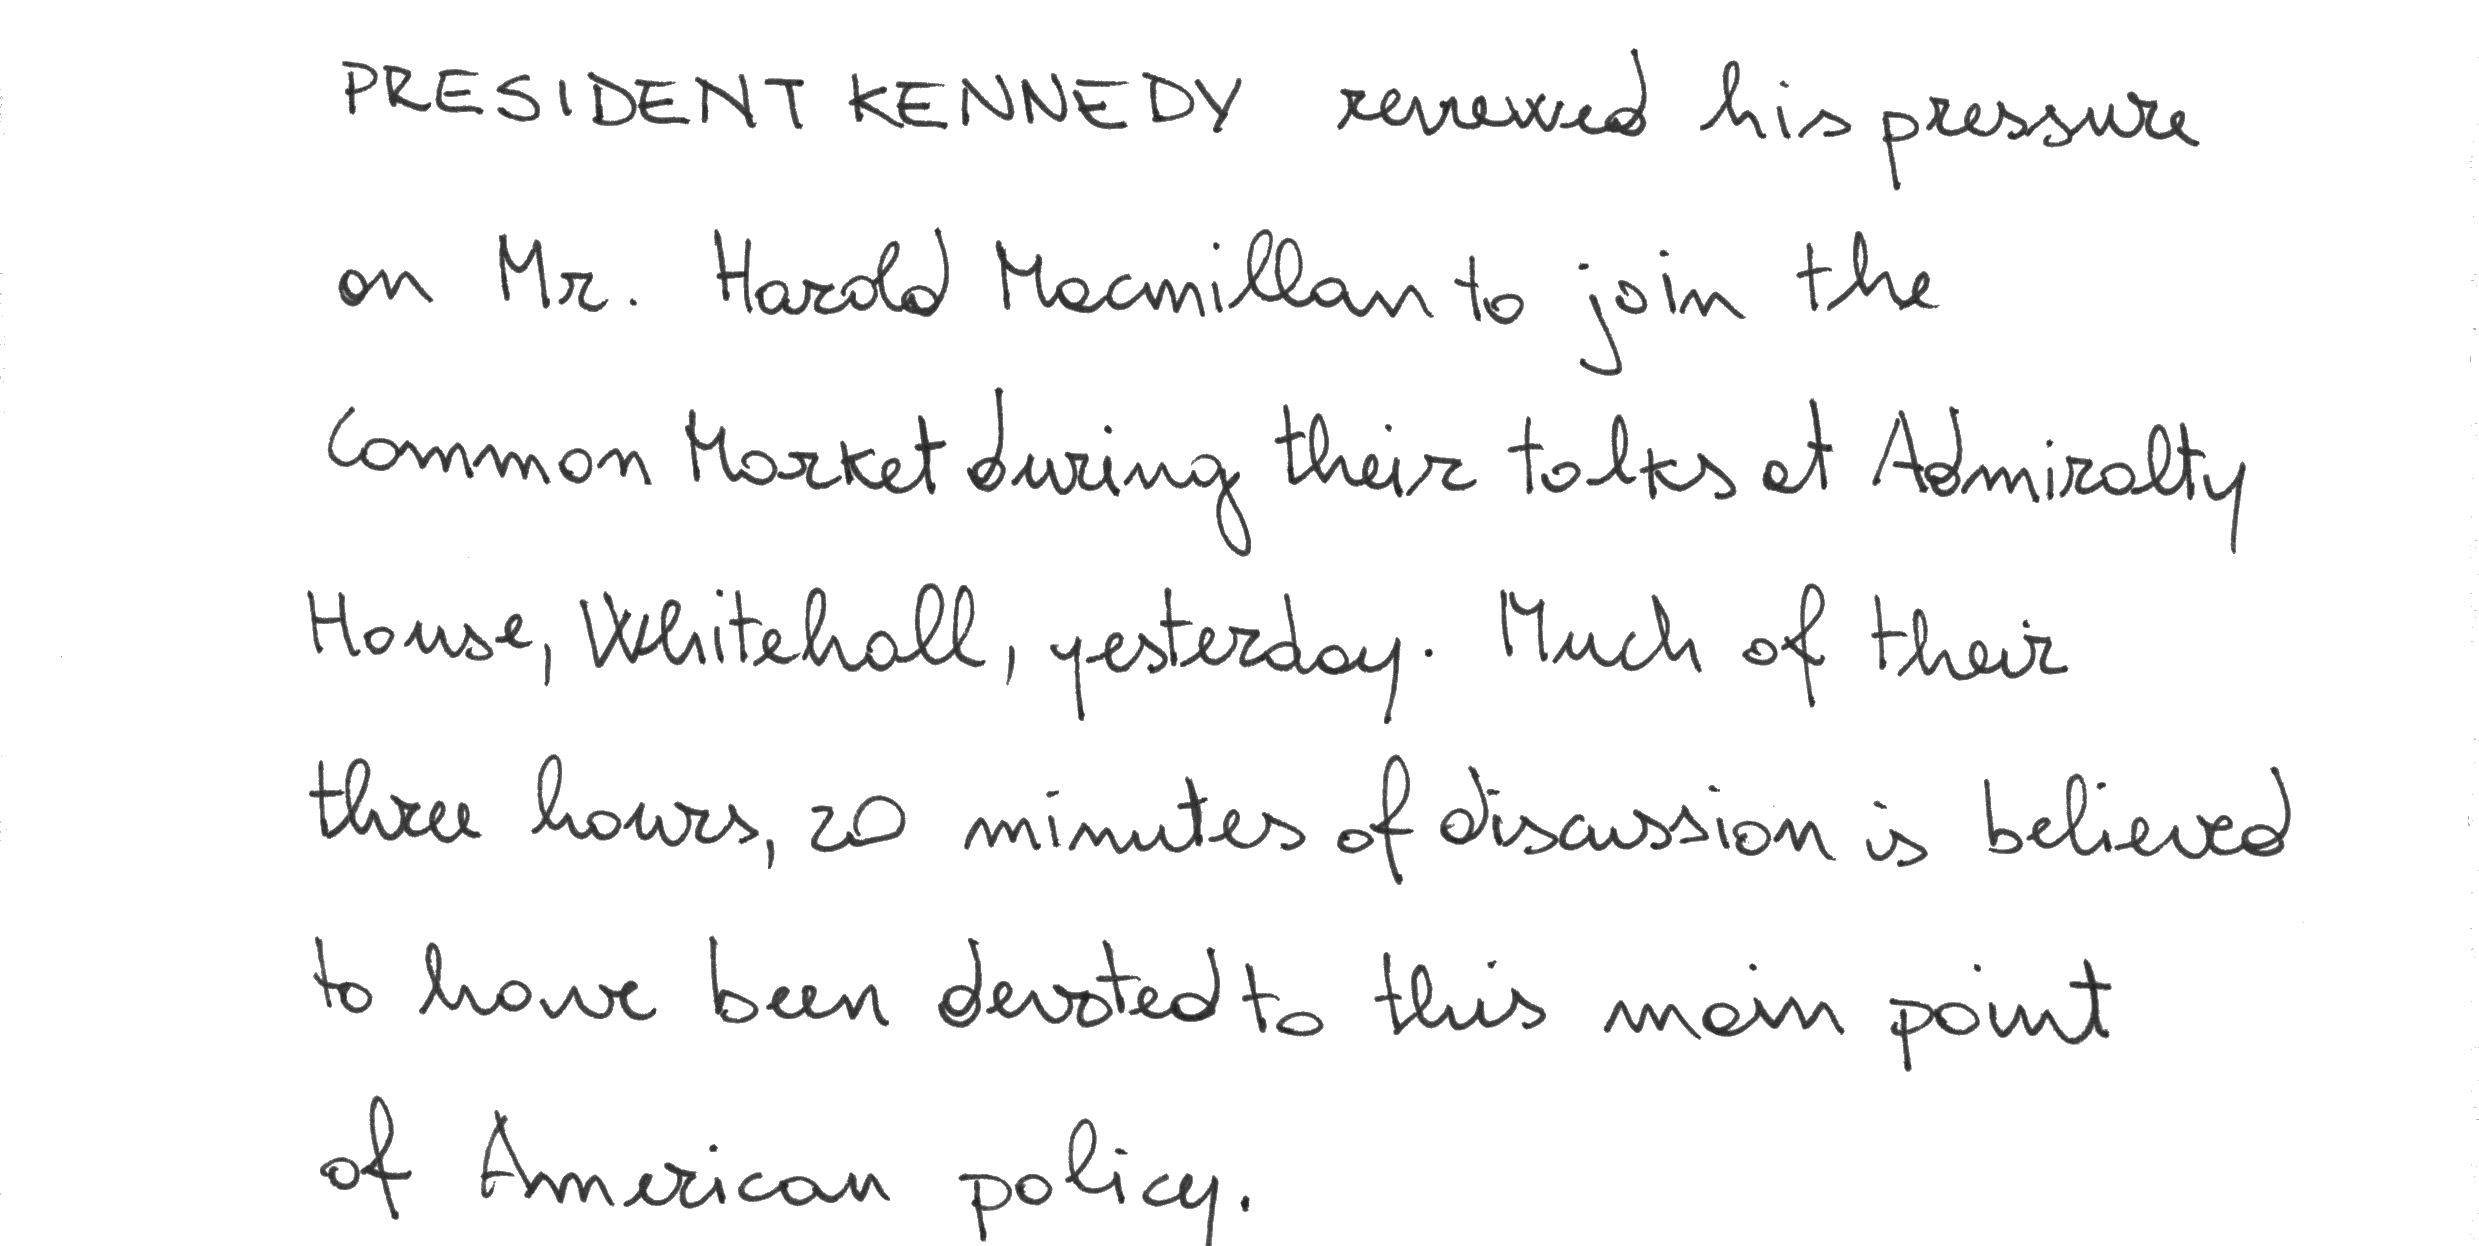 PRESIDENT KENNEDY renewed his pressure
on Mr. Harold Macmillan to join the
Common Market during their talks at Admiralty
House, Whitehall, yesterday. Much of their
three hours, 20 minutes of discussion is believed
to have been devoted to this main point
of American policy.